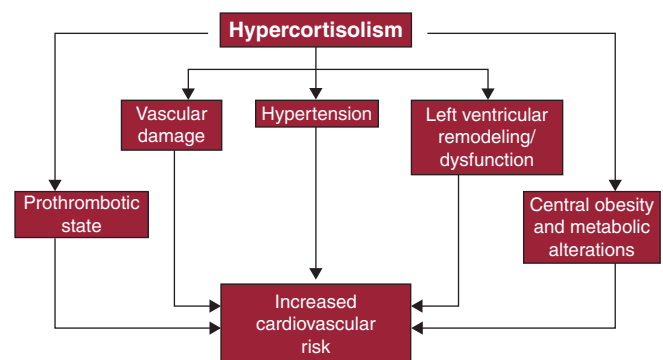 Hypercortisolism
Vascular
damage
Hypertension
Left ventricular
remodeling/
dysfunction
Prothrombotic
state
Central obesity
and metabolic
alterations
Increased
cardiovascular
risk